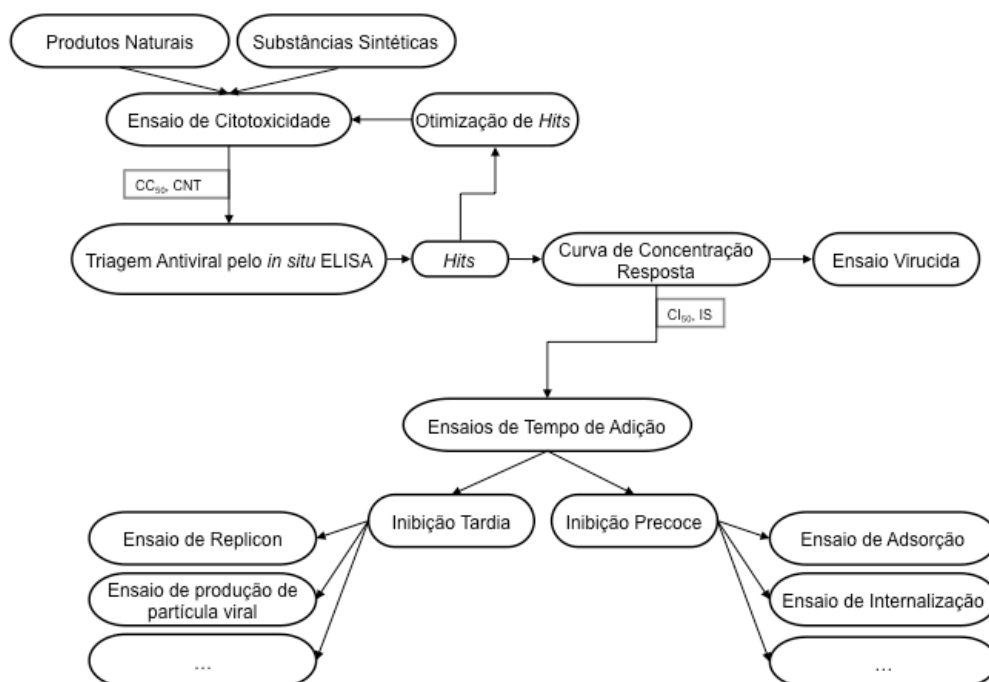 Produtos Naturais
Substâncias Sintéticas
Ensaio de Citotoxicidade
Otimização de Hits
CC₅₀, CNT
Triagem Antiviral pelo in situ ELISA
Hits
Curva de Concentração
Resposta
Ensaio Virucida
CI₅₀, IS
Ensaios de Tempo de Adição
Inibição Tardia
Inibição Precoce
Ensaio de Replicon
Ensaio de Adsorção
Ensaio de produção de
partícula viral
Ensaio de Internalização
...
...